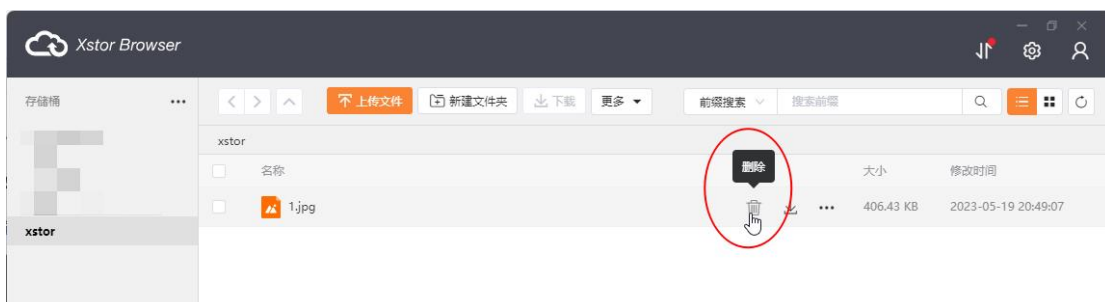 Xstor Browser
存储桶
上传文件 新建文件夹 下载 更多 前缀搜索 搜索前缀
xstor
名称 删除 大小 修改时间
1.jpg 406.43 KB 2023-05-19 20:49:07
xstor